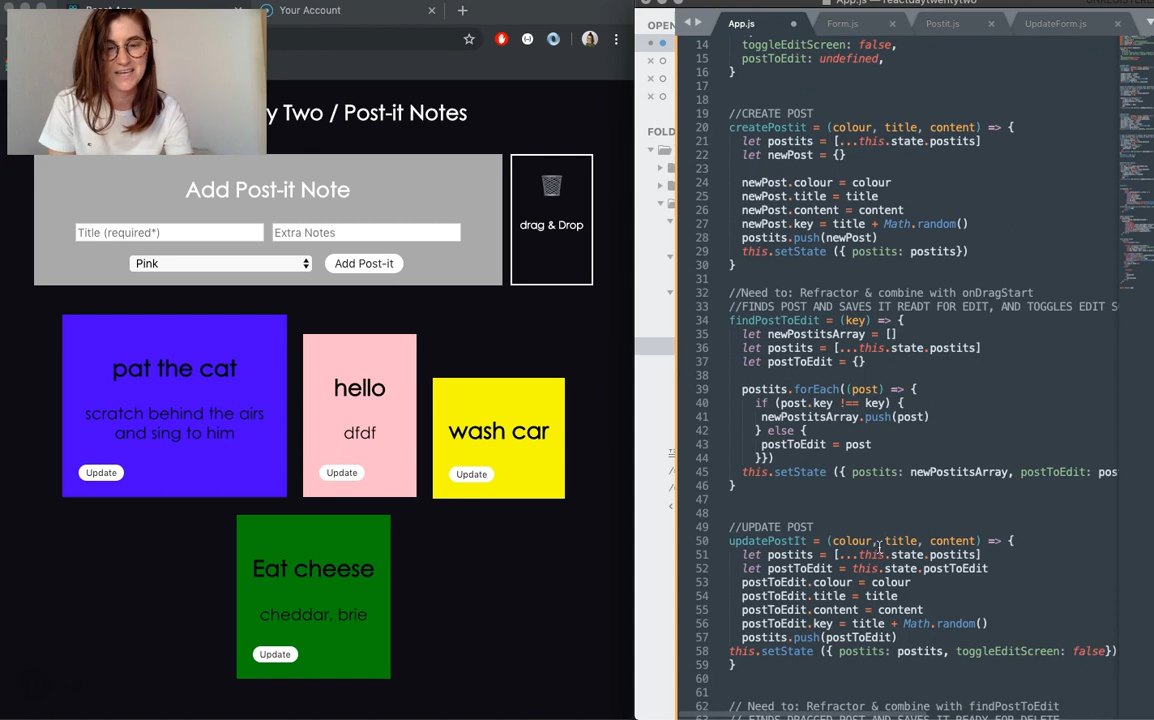 Your Account
y Two / Post-it Notes
Add Post-it Note
Title (required*) Extra Notes
Pink Add Post-it
drag & Drop
pat the cat
scratch behind the airs
and sing to him
Update
hello
dfdf
Update
wash car
Update
Eat cheese
cheddar, brie
Update
App.js Form.js Postit.js UpdateForm.js
OPEN
FOLD
14 toggleEditScreen: false,
15 postToEdit: undefined,
16 }
17
18
19 //CREATE POST
20 createPostit = (colour, title, content) => {
21 let postits = [...this.state.postits]
22 let newPost = {}
23
24 newPost.colour = colour
25 newPost.title = title
26 newPost.content = content
27 newPost.key = title + Math.random()
28 postits.push(newPost)
29 this.setState ({ postits: postits})
30 }
31
32 //Need to: Refractor & combine with onDragStart
33 //FINDS POST AND SAVES IT READT FOR EDIT, AND TOGGLES EDIT S
34 findPostToEdit = (key) => {
35 let newPostitsArray = []
36 let postits = [...this.state.postits]
37 let postToEdit = {}
38
39 postits.forEach((post) => {
40 if (post.key !== key) {
41 newPostitsArray.push(post)
42 } else {
43 postToEdit = post
44 }})
45 this.setState ({ postits: newPostitsArray, postToEdit: pos
46 }
47
48
49 //UPDATE POST
50 updatePostIt = (colour, title, content) => {
51 let postits = [...this.state.postits]
52 let postToEdit = this.state.postToEdit
53 postToEdit.colour = colour
54 postToEdit.title = title
55 postToEdit.content = content
56 postToEdit.key = title + Math.random()
57 postits.push(postToEdit)
58 this.setState ({ postits: postits, toggleEditScreen: false})
59 }
60
61
62 // Need to: Refractor & combine with findPostToEdit